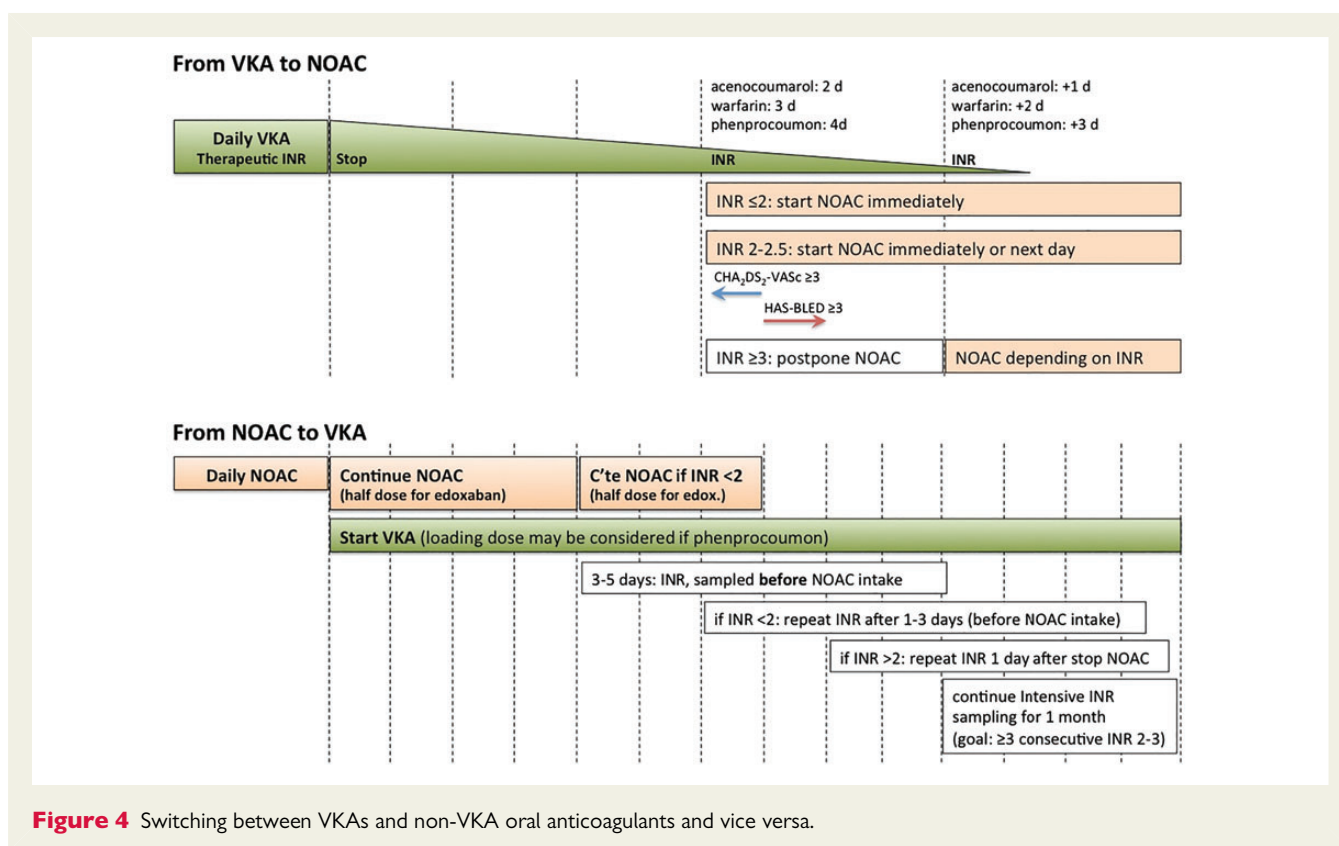 From VKA to NOAC
acenocoumarol: 2 d
warfarin: 3 d
phenprocoumon: 4d
acenocoumarol: +1 d
warfarin: +2 d
phenprocoumon: +3 d
Daily VKA
Therapeutic INR
Stop
INR
INR
INR ≤2: start NOAC immediately
INR 2-2.5: start NOAC immediately or next day
CHA₂DS₂-VASc ≥3
HAS-BLED ≥3
INR ≥3: postpone NOAC
NOAC depending on INR
From NOAC to VKA
Daily NOAC
Continue NOAC
(half dose for edoxaban)
C'te NOAC if INR <2
(half dose for edox.)
Start VKA (loading dose may be considered if phenprocoumon)
3-5 days: INR, sampled before NOAC intake
if INR <2: repeat INR after 1-3 days (before NOAC intake)
if INR >2: repeat INR 1 day after stop NOAC
continue Intensive INR
sampling for 1 month
(goal: ≥3 consecutive INR 2-3)
Figure 4 Switching between VKAs and non-VKA oral anticoagulants and vice versa.